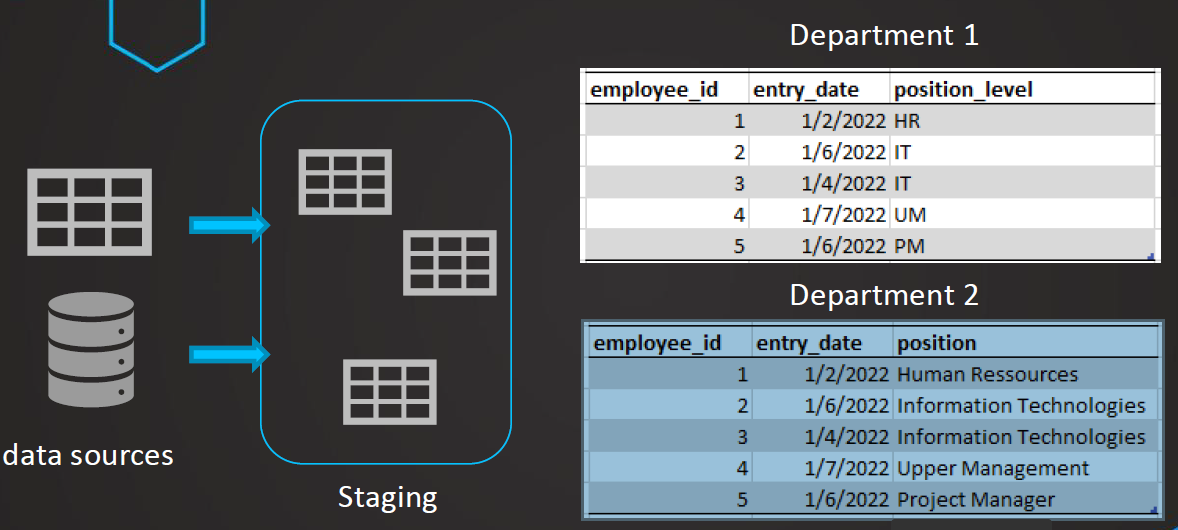 Department 1
employee_id entry_date position_level
1 1/2/2022 HR
2 1/6/2022 IT
3 1/4/2022 IT
4 1/7/2022 UM
5 1/6/2022 PM
Department 2
employee_id entry_date position
1 1/2/2022 Human Ressources
2 1/6/2022 Information Technologies
3 1/4/2022 Information Technologies
4 1/7/2022 Upper Management
5 1/6/2022 Project Manager
data sources
Staging